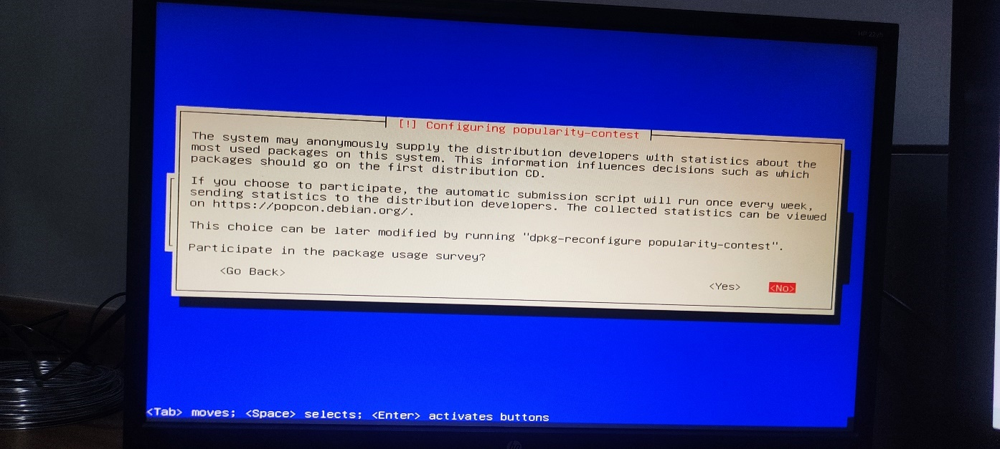 [!] Configuring popularity-contest
The system may anonymously supply the distribution developers with statistics about the
most used packages on this system. This information influences decisions such as which
packages should go on the first distribution CD.
If you choose to participate, the automatic submission script will run once every week,
sending statistics to the distribution developers. The collected statistics can be viewed
on https://popcon.debian.org/.
This choice can be later modified by running "dpkg-reconfigure popularity-contest".
Participate in the package usage survey?
<Go Back>
<Yes> <No>
<Tab> moves; <Space> selects; <Enter> activates buttons
hp